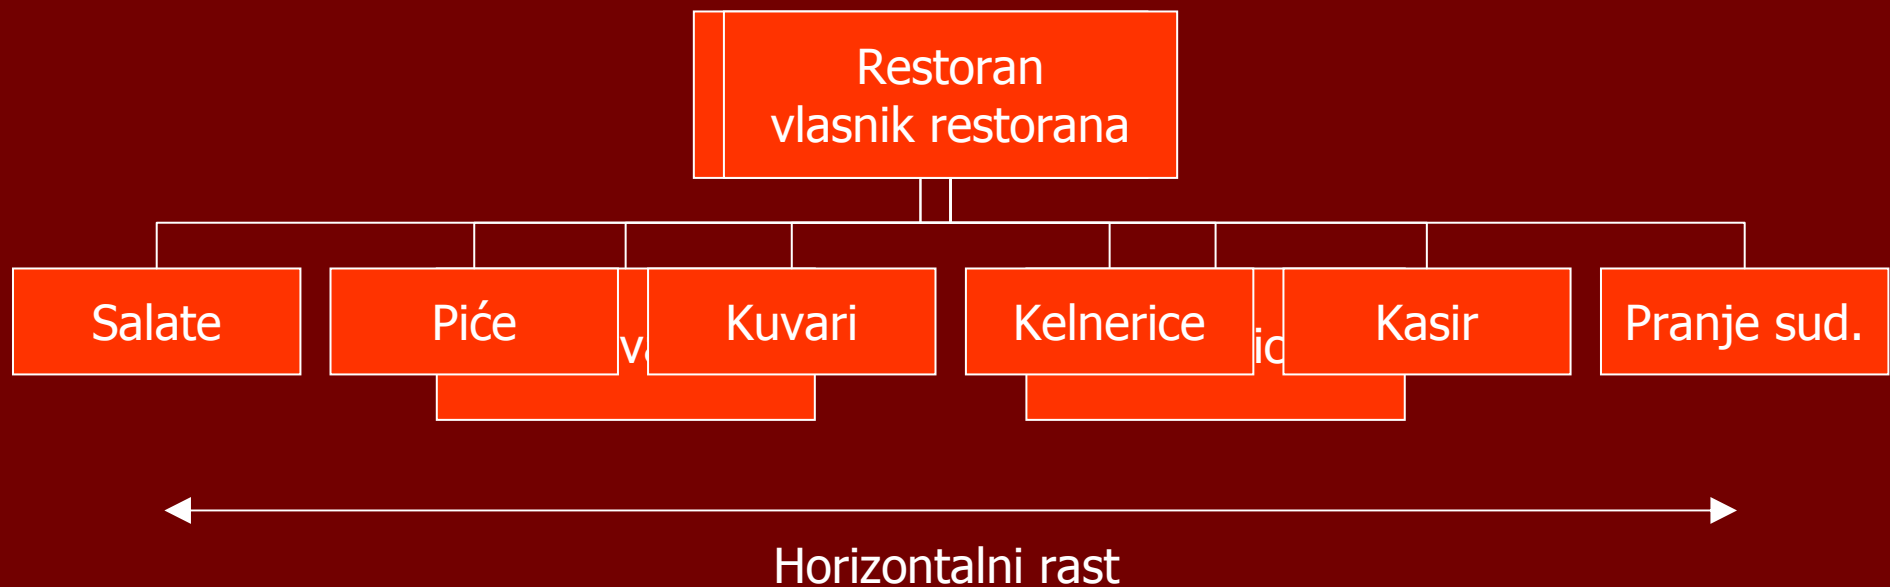 Restoran
vlasnik restorana
Salate
Piće
Kuvari
Kelnerice
Kasir
Pranje sud.
Horizontalni rast